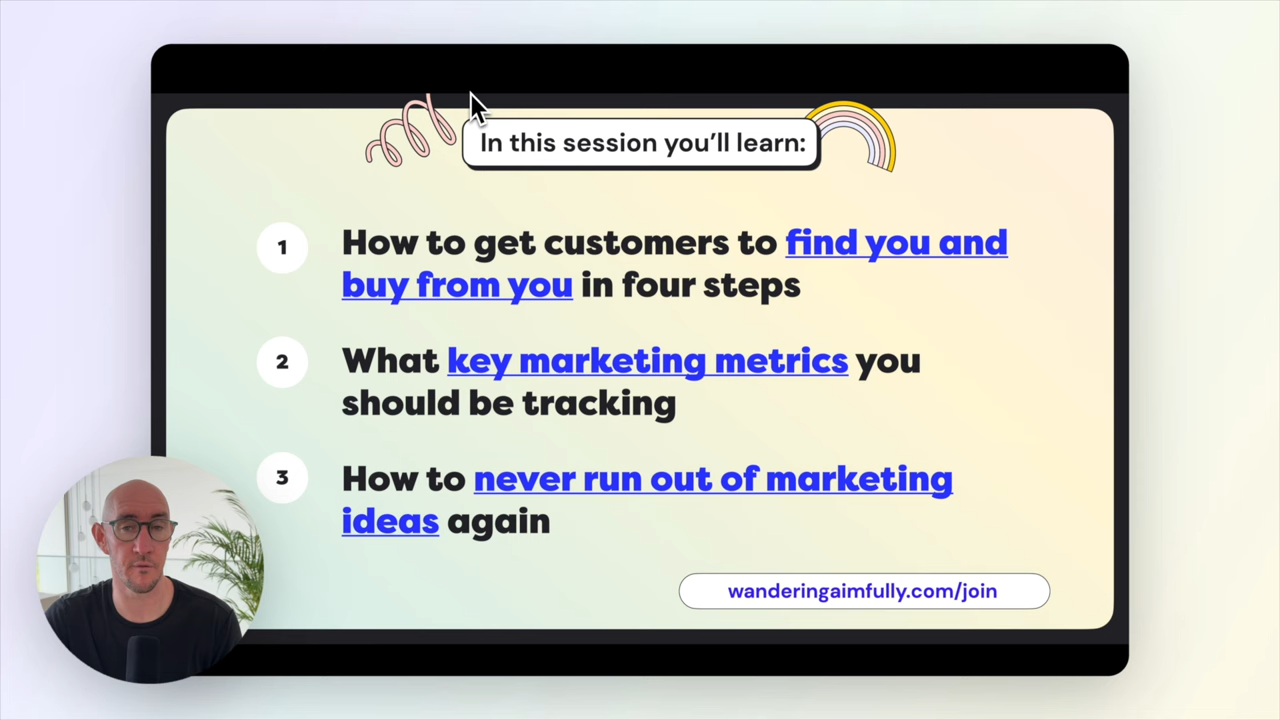 In this session you’ll learn:
1
How to get customers to find you and
buy from you in four steps
2
What key marketing metrics you
should be tracking
3
How to never run out of marketing
ideas again
wanderingaimfully.com/join